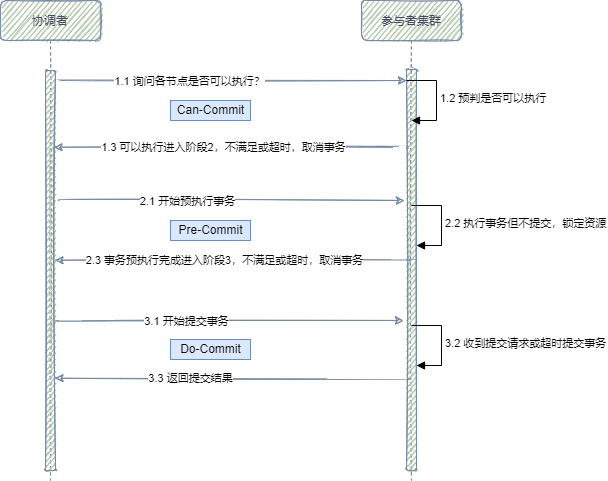 协调者
参与者集群
1.1 询问各节点是否可以执行?
1.2 预判是否可以执行
Can-Commit
1.3 可以执行进入阶段2，不满足或超时，取消事务
2.1 开始预执行事务
2.2 执行事务但不提交，锁定资源
Pre-Commit
2.3 事务预执行完成进入阶段3，不满足或超时，取消事务
3.1 开始提交事务
3.2 收到提交请求或超时提交事务
Do-Commit
3.3 返回提交结果